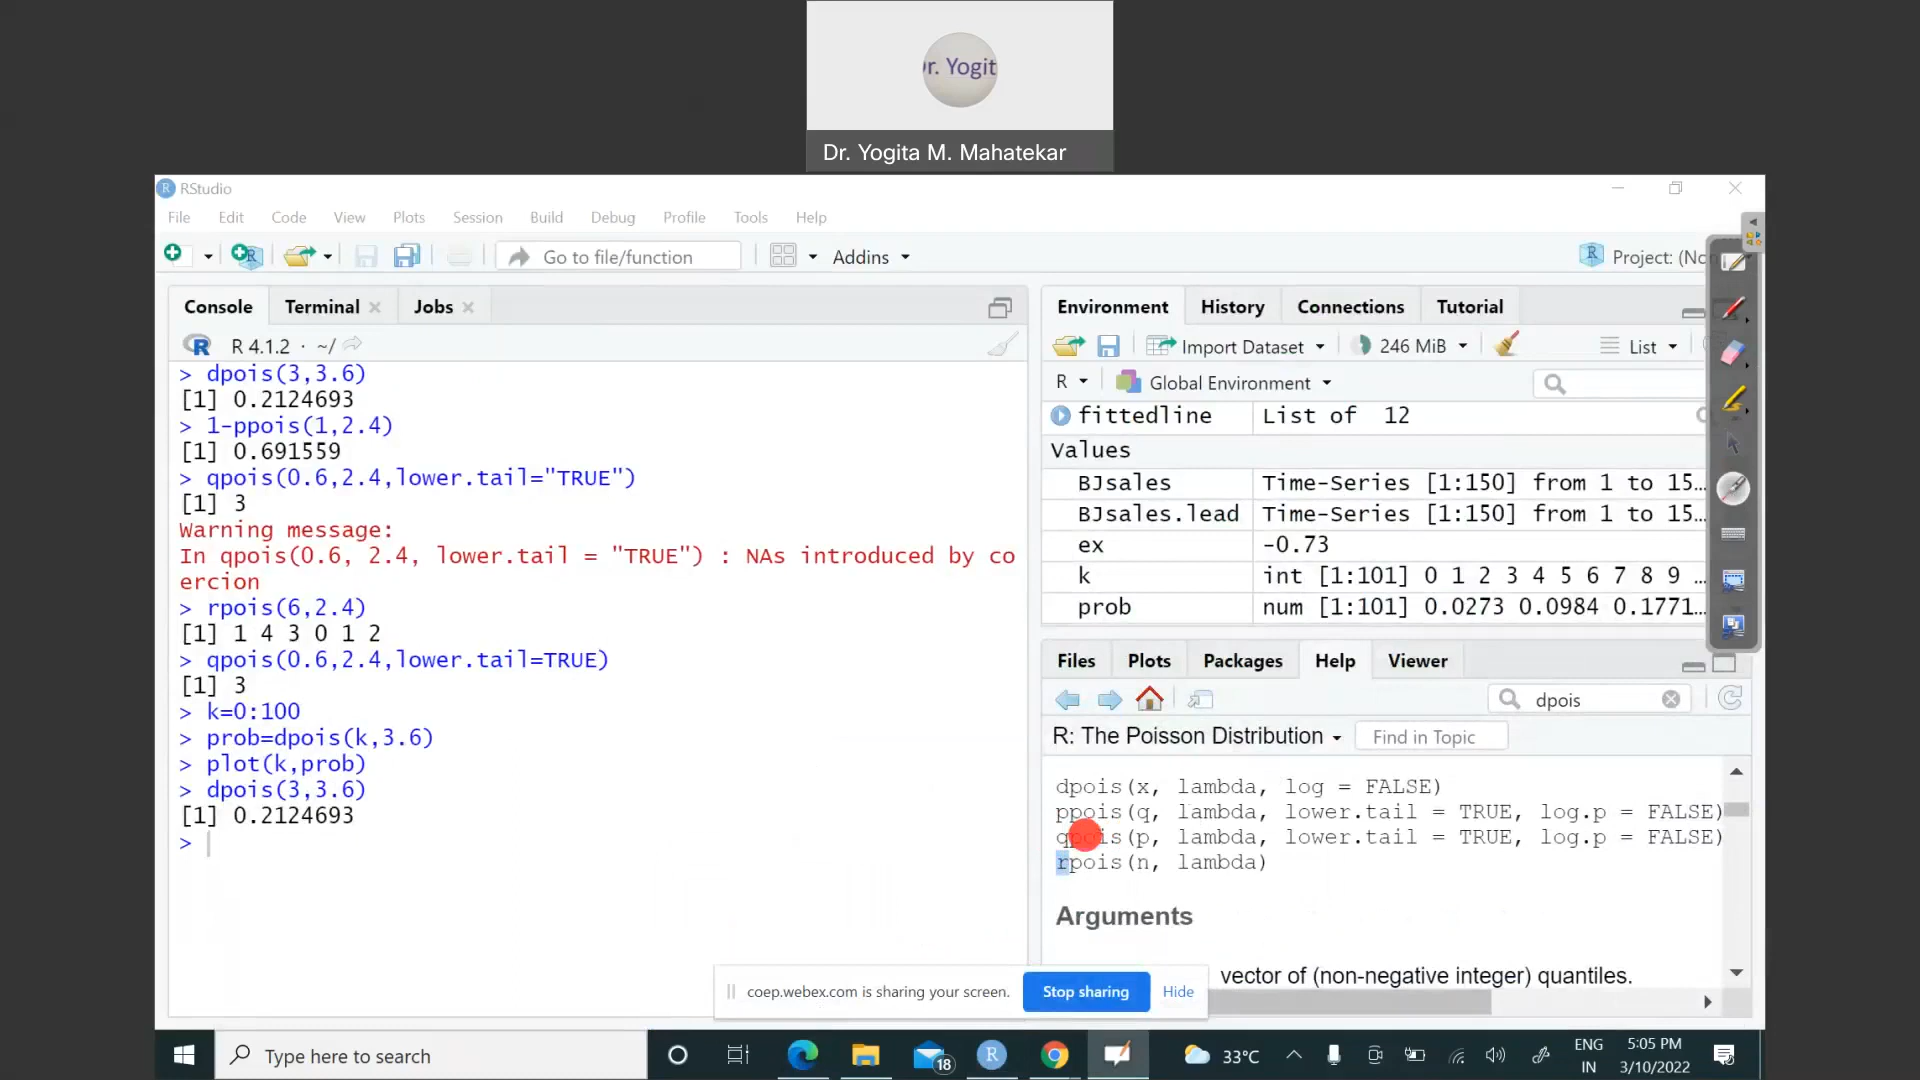 r. Yogit
Dr. Yogita M. Mahatekar
RStudio
File Edit Code View Plots Session Build Debug Profile Tools Help
Go to file/function Addins Project: (Non
Console Terminal Jobs
R 4.1.2 · ~/
> dpois(3,3.6)
[1] 0.2124693
> 1-ppois(1,2.4)
[1] 0.691559
> qpois(0.6,2.4,lower.tail="TRUE")
[1] 3
Warning message:
In qpois(0.6, 2.4, lower.tail = "TRUE") : NAs introduced by co
ercion
> rpois(6,2.4)
[1] 1 4 3 0 1 2
> qpois(0.6,2.4,lower.tail=TRUE)
[1] 3
> k=0:100
> prob=dpois(k,3.6)
> plot(k,prob)
> dpois(3,3.6)
[1] 0.2124693
>
Environment History Connections Tutorial
Import Dataset 246 MiB List
R Global Environment
fittedline List of 12
Values
BJsales Time-Series [1:150] from 1 to 15…
BJsales.lead Time-Series [1:150] from 1 to 15…
ex -0.73
k int [1:101] 0 1 2 3 4 5 6 7 8 9 …
prob num [1:101] 0.0273 0.0984 0.1771…
Files Plots Packages Help Viewer
dpois
R: The Poisson Distribution Find in Topic
dpois(x, lambda, log = FALSE)
ppois(q, lambda, lower.tail = TRUE, log.p = FALSE)
qpois(p, lambda, lower.tail = TRUE, log.p = FALSE)
rpois(n, lambda)
Arguments
vector of (non-negative integer) quantiles.
coep.webex.com is sharing your screen. Stop sharing Hide
Type here to search 18 33°C ENG IN 5:05 PM 3/10/2022